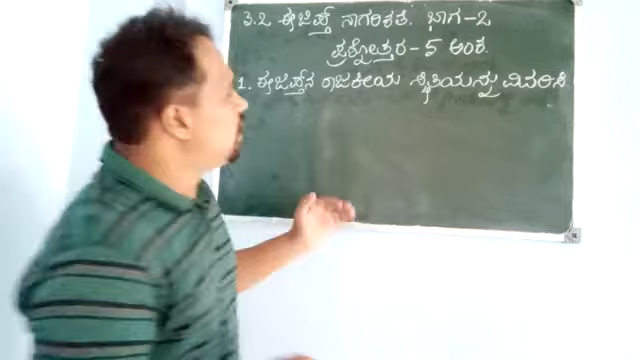 3.2 ಈಜಿಪ್ತ್ ನಾಗರಿಕತೆ. ಭಾಗ-2
ಪ್ರಶ್ನೋತ್ತರ - 5 ಅಂಕ.
1. ಈಜಿಪ್ತ್‌ನ ರಾಜಕೀಯ ಸ್ಥಿತಿಯನ್ನು ವಿವರಿಸಿ